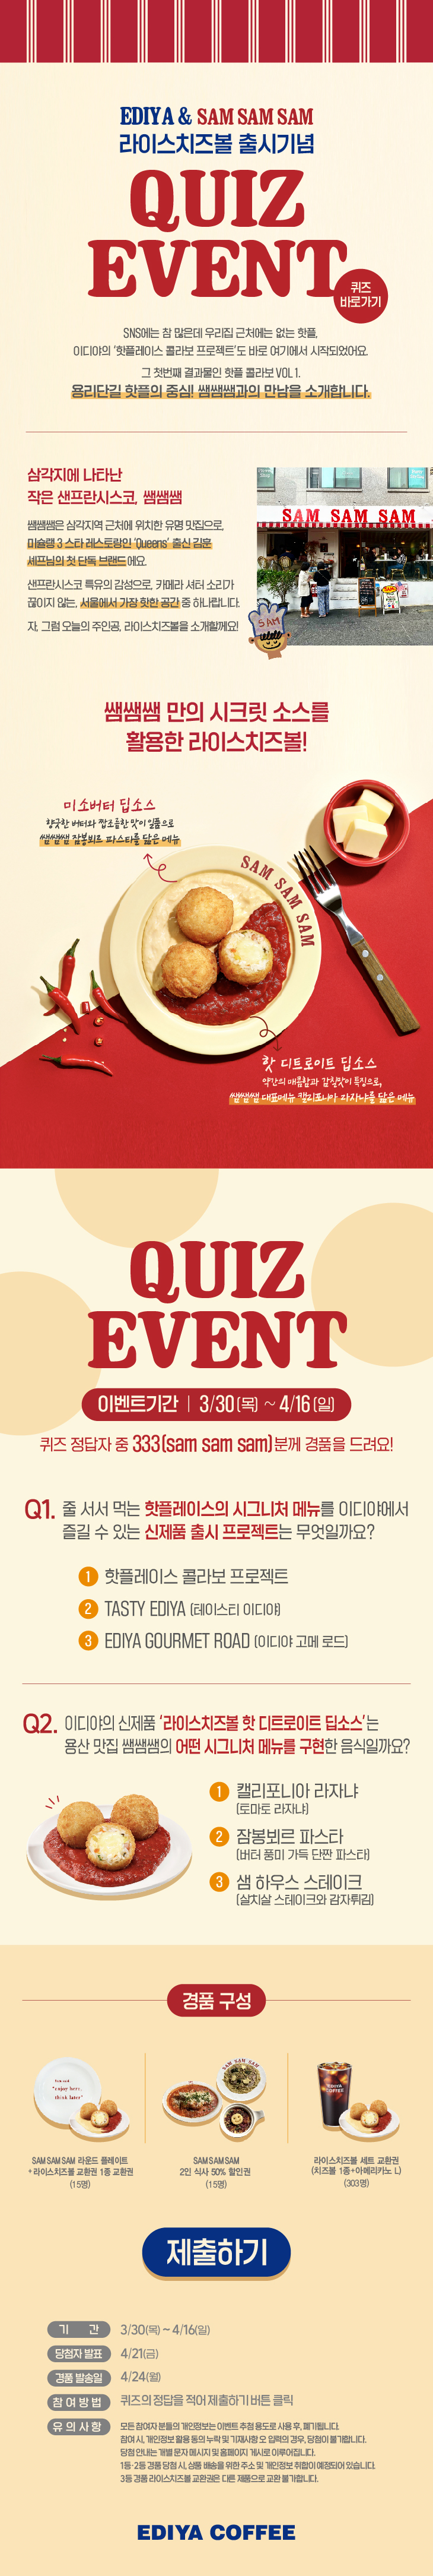 EDIYA & SAM SAM SAM
라이스치즈볼 출시기념
QUIZ
EVENT
퀴즈
바로가기
SNS에는 참 많은데 우리집 근처에는 없는 핫플,
이디야의 '핫플레이스 콜라보 프로젝트'도 바로 여기에서 시작되었어요.
그 첫번째 결과물인 핫플 콜라보 VOL 1.
용리단길 핫플의 중심! 쌤쌤쌤과의 만남을 소개합니다.
삼각지에 나타난
작은 샌프란시스코, 쌤쌤쌤
쌤쌤쌤은 삼각지역 근처에 위치한 유명 맛집으로,
미슐랭 3 스타 레스토랑인 'Queens' 출신 김훈
셰프님의 첫 단독 브랜드에요.
샌프란시스코 특유의 감성으로, 카메라 셔터 소리가
끊이지 않는, 서울에서 가장 핫한 공간 중 하나랍니다.
자, 그럼 오늘의 주인공, 라이스치즈볼을 소개할께요!
SAM SAM SAM
SAM
쌤쌤쌤 만의 시크릿 소스를
활용한 라이스치즈볼!
미소버터 딥소스
향긋한 버터와 짭조름한 맛이 일품으로
쌤쌤쌤 잠봉뵈르 파스타를 닮은 메뉴
SAM SAM SAM
핫 디트로이트 딥소스
약간의 매콤함과 감칠맛이 특징으로,
쌤쌤쌤 대표메뉴 캘리포니아 라자냐를 닮은 메뉴
QUIZ
EVENT
이벤트기간 | 3/30(목) ~ 4/16(일)
퀴즈 정답자 중 333(sam sam sam)분께 경품을 드려요!
Q1. 줄 서서 먹는 핫플레이스의 시그니처 메뉴를 이디야에서
즐길 수 있는 신제품 출시 프로젝트는 무엇일까요?
1 핫플레이스 콜라보 프로젝트
2 TASTY EDIYA (테이스티 이디야)
3 EDIYA GOURMET ROAD (이디야 고메 로드)
Q2. 이디야의 신제품 '라이스치즈볼 핫 디트로이트 딥소스'는
용산 맛집 쌤쌤쌤의 어떤 시그니처 메뉴를 구현한 음식일까요?
1 캘리포니아 라자냐
(토마토 라자냐)
2 잠봉뵈르 파스타
(버터 풍미 가득 단짠 파스타)
3 샘 하우스 스테이크
(살치살 스테이크와 감자튀김)
경품 구성
"enjoy here,
think later"
SAM SAM SAM
EDIYA
COFFEE
SAM SAM SAM 라운드 플레이트
+ 라이스치즈볼 교환권 1종 교환권
(15명)
SAM SAM SAM
2인 식사 50% 할인권
(15명)
라이스치즈볼 세트 교환권
(치즈볼 1종+아메리카노 L)
(303명)
제출하기
기 간 3/30(목) ~ 4/16(일)
당첨자 발표 4/21(금)
경품 발송일 4/24(월)
참여방법 퀴즈의 정답을 적어 제출하기 버튼 클릭
유의사항 모든 참여자 분들의 개인정보는 이벤트 추첨 용도로 사용 후, 폐기됩니다.
참여 시, 개인정보 활용 동의 누락 및 기재사항 오 입력의 경우, 당첨이 불가합니다.
당첨 안내는 개별 문자 메시지 및 홈페이지 게시로 이루어집니다.
1등·2등 경품 당첨 시, 상품 배송을 위한 주소 및 개인정보 취합이 예정되어 있습니다.
3등 경품 라이스치즈볼 교환권은 다른 제품으로 교환 불가합니다.
EDIYA COFFEE